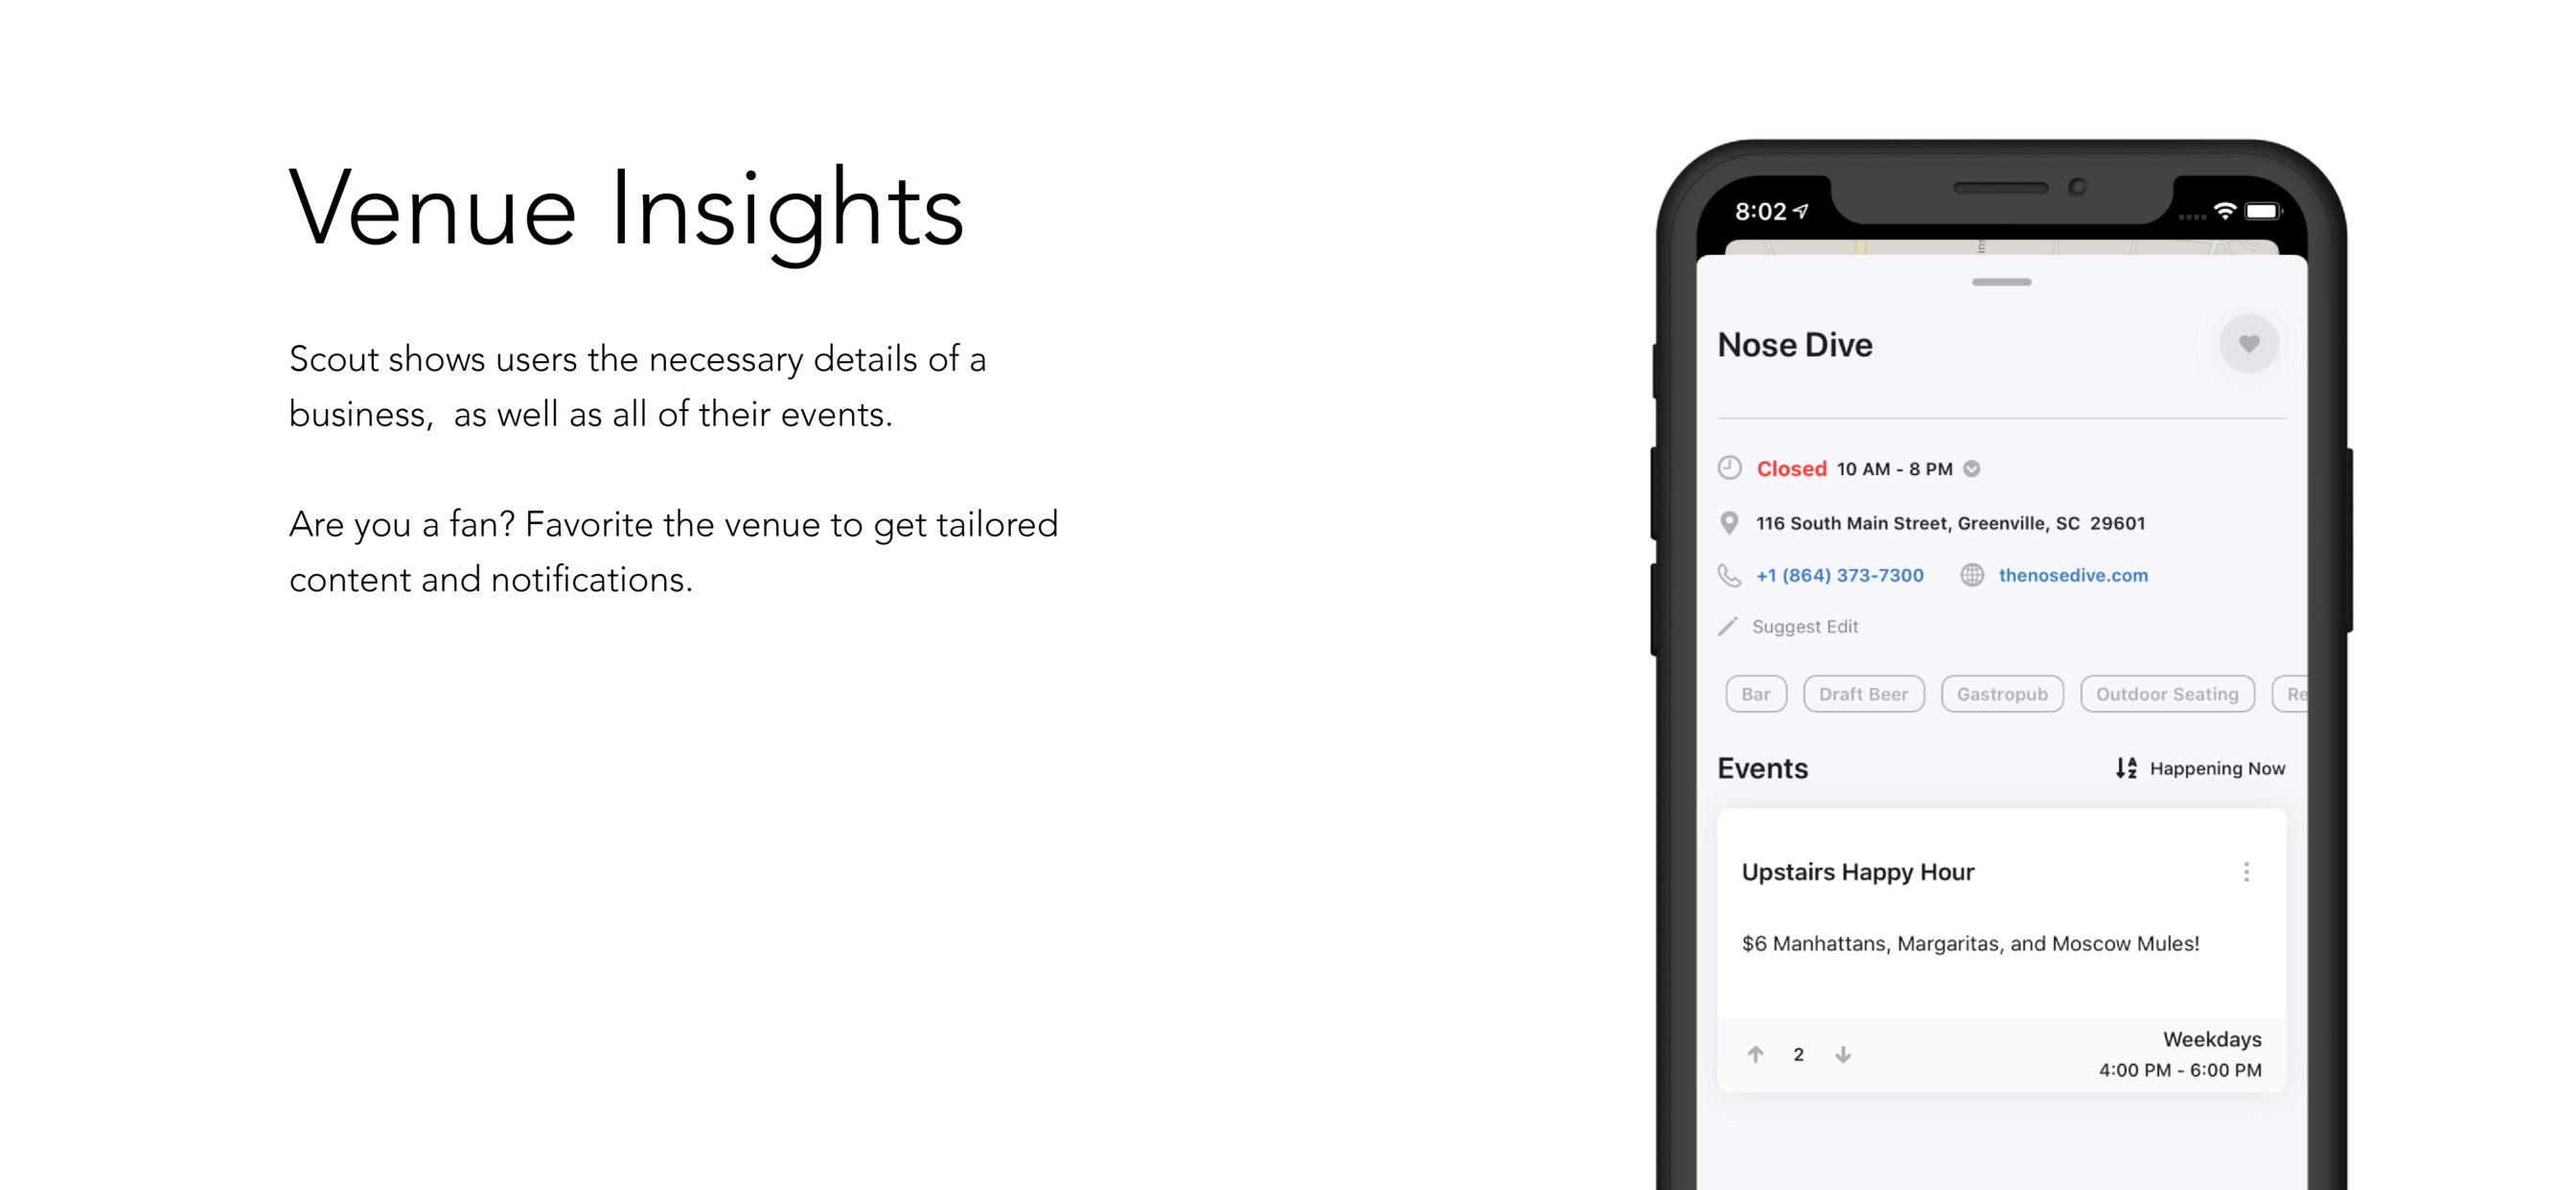 Venue Insights
Scout shows users the necessary details of a
business,  as well as all of their events.
Are you a fan? Favorite the venue to get tailored
content and notifications.
8:02
ins
Nose Dive
Closed 10 AM - 8 PM
116 South Main Street, Greenville, SC  29601
+1 (864) 373-7300 thenosedive.com
Suggest Edit
Bar Draft Beer Gastropub Outdoor Seating Re
Events Happening Now
Upstairs Happy Hour
$6 Manhattans, Margaritas, and Moscow Mules!
2 Weekdays
4:00 PM - 6:00 PM